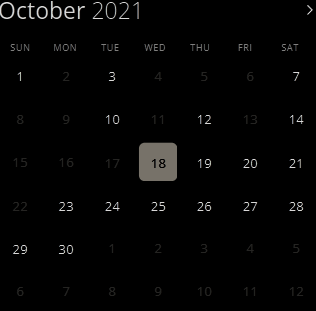 October 2021
SUN MON TUE WED THU FRI SAT
1 2 3 4 5 6 7
8 9 10 11 12 13 14
15 16 17 18 19 20 21
22 23 24 25 26 27 28
29 30 1 2 3 4 5
6 7 8 9 10 11 12